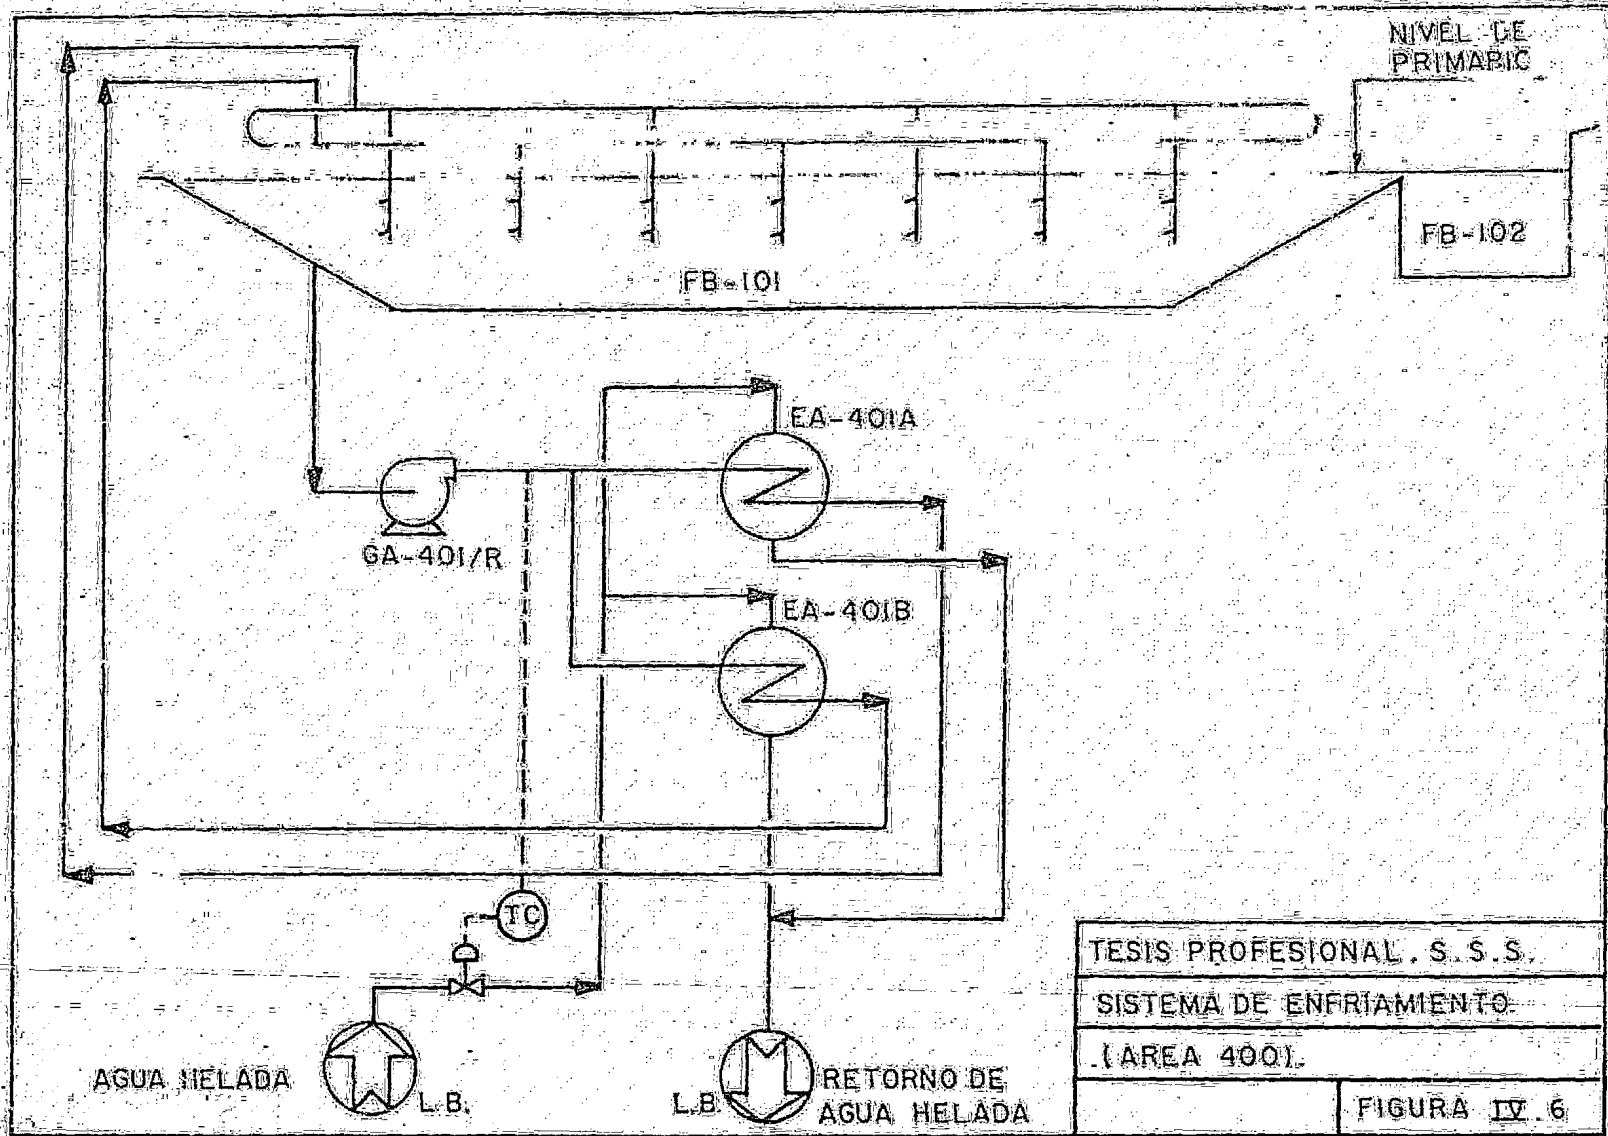 NIVEL DE
PRIMARIO
FB-102
FB-101
EA-401A
GA-401/R
EA-401B
TC
AGUA HELADA
L.B.
L.B.
RETORNO DE
AGUA HELADA
TESIS PROFESIONAL. S.S.S.
SISTEMA DE ENFRIAMIENTO
(AREA 400).
FIGURA IV.6